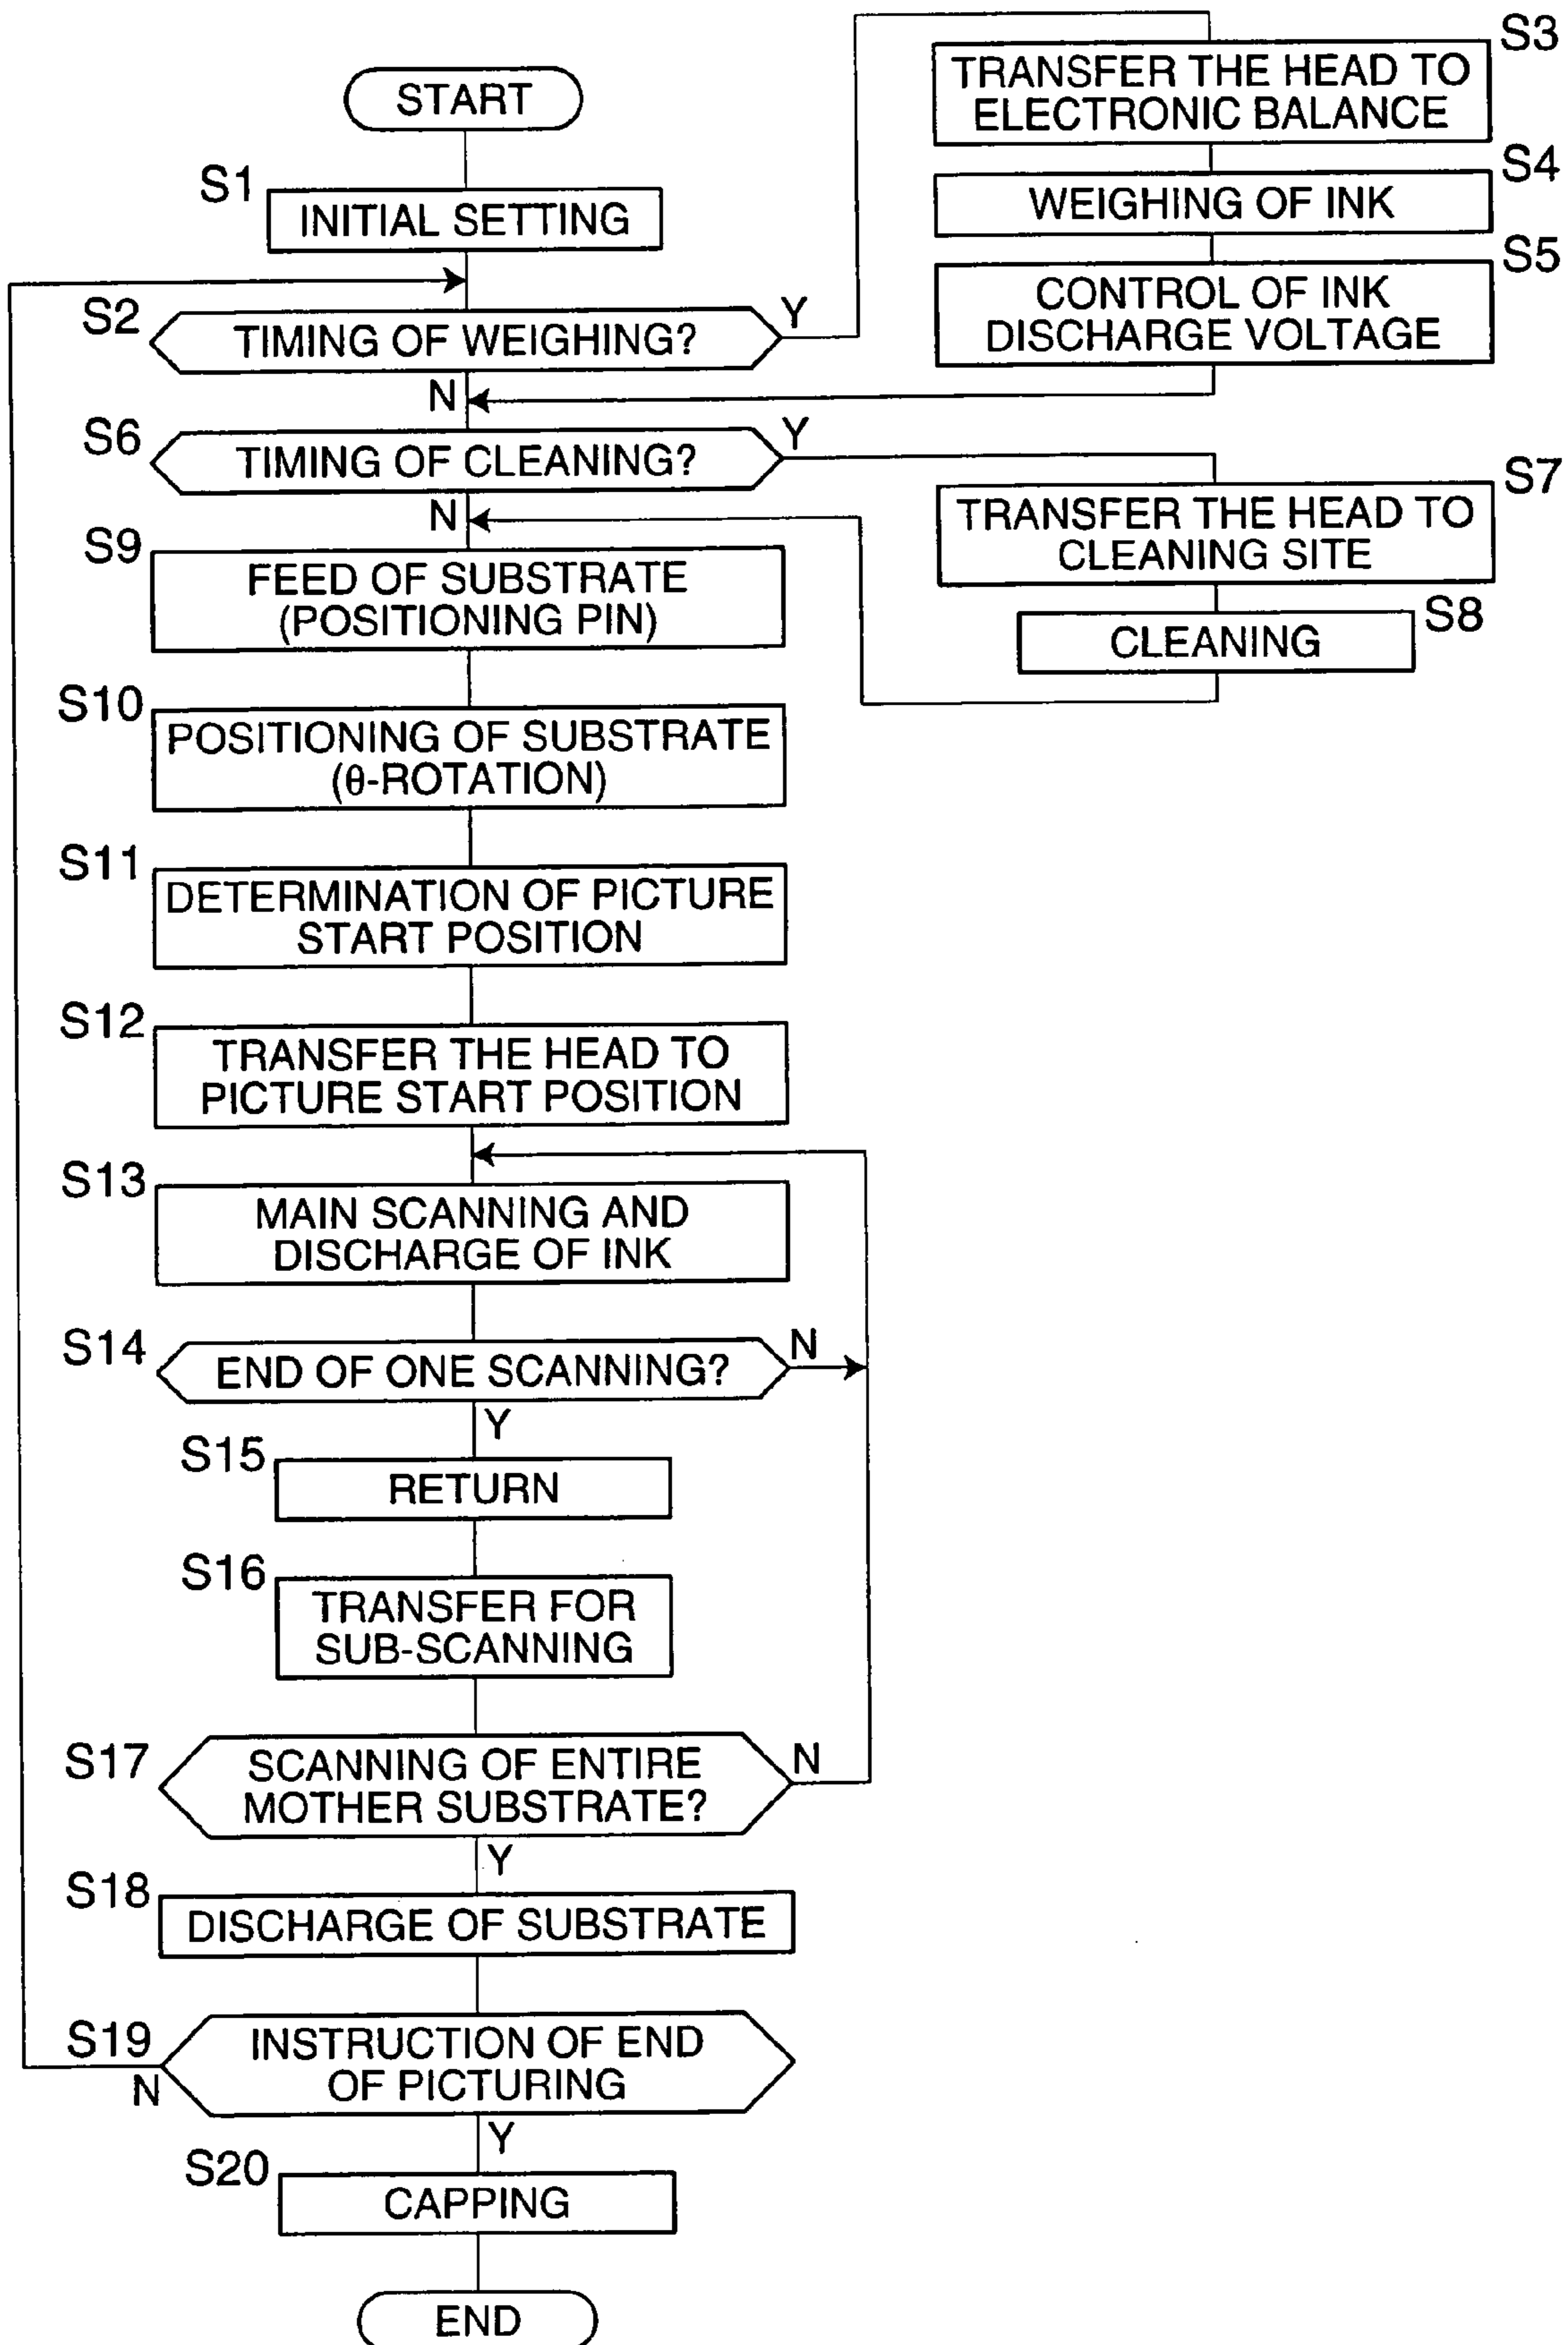 START
S1
INITIAL SETTING
S2
TIMING OF WEIGHING?
Y
N
S3
TRANSFER THE HEAD TO
ELECTRONIC BALANCE
S4
WEIGHING OF INK
S5
CONTROL OF INK
DISCHARGE VOLTAGE
S6
TIMING OF CLEANING?
Y
N
S7
TRANSFER THE HEAD TO
CLEANING SITE
S8
CLEANING
S9
FEED OF SUBSTRATE
(POSITIONING PIN)
S10
POSITIONING OF SUBSTRATE
(θ-ROTATION)
S11
DETERMINATION OF PICTURE
START POSITION
S12
TRANSFER THE HEAD TO
PICTURE START POSITION
S13
MAIN SCANNING AND
DISCHARGE OF INK
S14
END OF ONE SCANNING?
N
Y
S15
RETURN
S16
TRANSFER FOR
SUB-SCANNING
S17
SCANNING OF ENTIRE
MOTHER SUBSTRATE?
N
Y
S18
DISCHARGE OF SUBSTRATE
S19
INSTRUCTION OF END
OF PICTURING
N
Y
S20
CAPPING
END